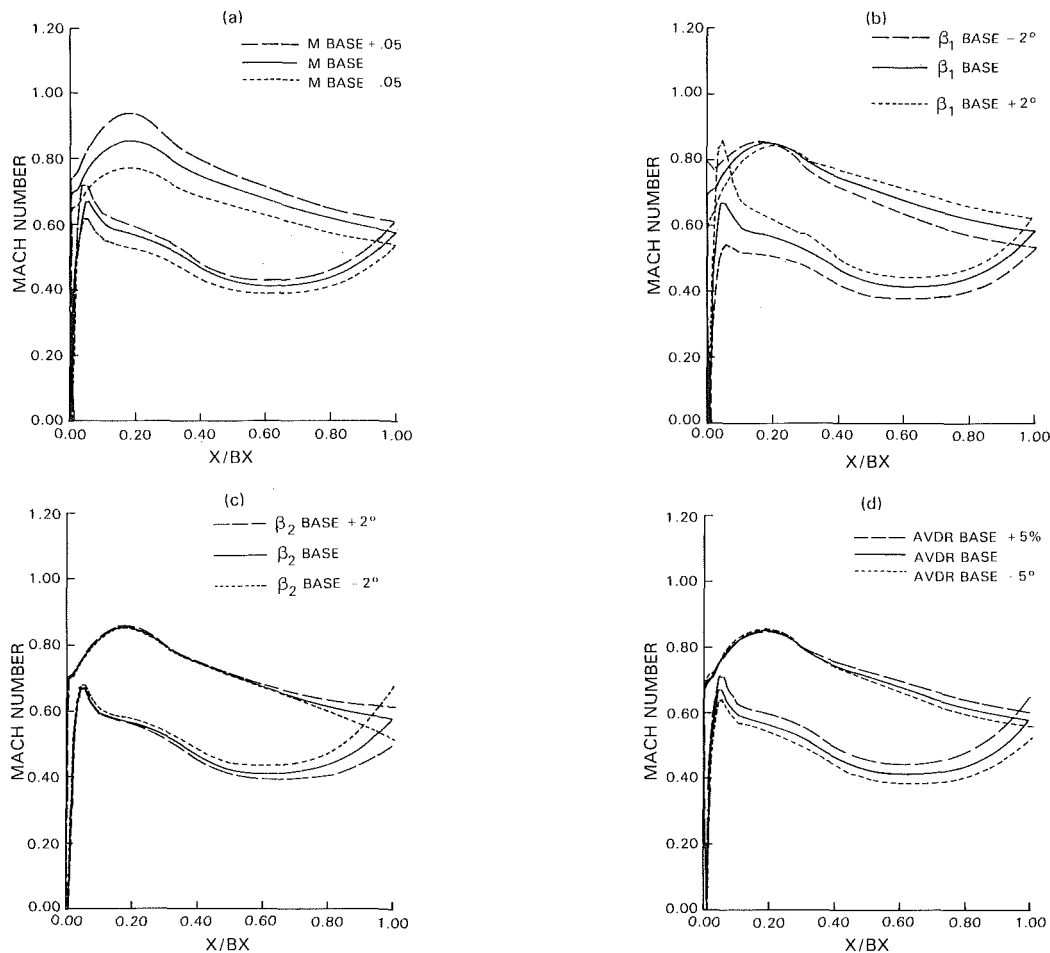 (a)
1.20
M BASE + .05
M BASE
M BASE .05
1.00
0.80
0.60
0.40
0.20
0.00
MACH NUMBER
0.00 0.20 0.40 0.60 0.80 1.00
X/BX
(b)
1.20
β1 BASE – 2°
β1 BASE
β1 BASE +2°
1.00
0.80
0.60
0.40
0.20
0.00
MACH NUMBER
0.00 0.20 0.40 0.60 0.80 1.00
X/BX
(c)
1.20
β2 BASE +2°
β2 BASE
β2 BASE – 2°
1.00
0.80
0.60
0.40
0.20
0.00
MACH NUMBER
0.00 0.20 0.40 0.60 0.80 1.00
X/BX
(d)
1.20
AVDR BASE +5%
AVDR BASE
AVDR BASE - 5°
1.00
0.80
0.60
0.40
0.20
0.00
MACH NUMBER
0.00 0.20 0.40 0.60 0.80 1.00
X/BX